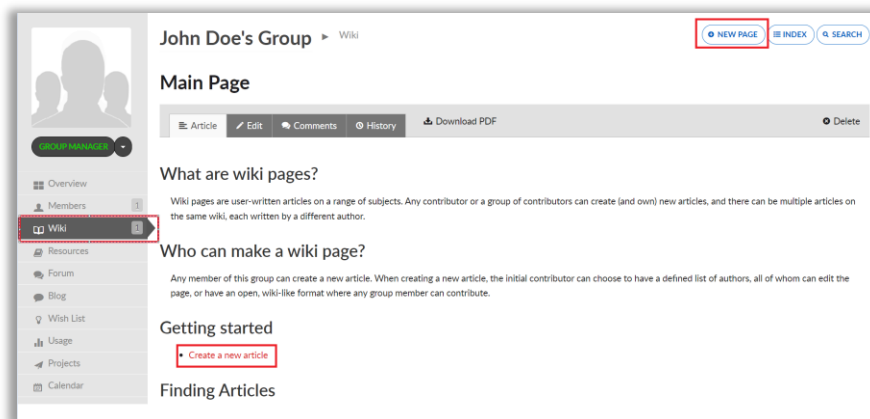 John Doe's Group ▸ Wiki
NEW PAGE INDEX SEARCH
Main Page
Article Edit Comments History Download PDF Delete
GROUP MANAGER
Overview
Members 1
Wiki 1
Resources
Forum
Blog
Wish List
Usage
Projects
Calendar
What are wiki pages?
Wiki pages are user-written articles on a range of subjects. Any contributor or a group of contributors can create (and own) new articles, and there can be multiple articles on
the same wiki, each written by a different author.
Who can make a wiki page?
Any member of this group can create a new article. When creating a new article, the initial contributor can choose to have a defined list of authors, all of whom can edit the
page, or have an open, wiki-like format where any group member can contribute.
Getting started
• Create a new article
Finding Articles